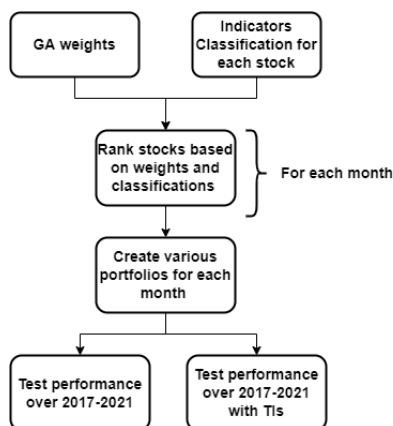 GA weights
Indicators
Classification for
each stock
Rank stocks based
on weights and
classifications
For each month
Create various
portfolios for each
month
Test performance
over 2017-2021
Test performance
over 2017-2021
with TIs